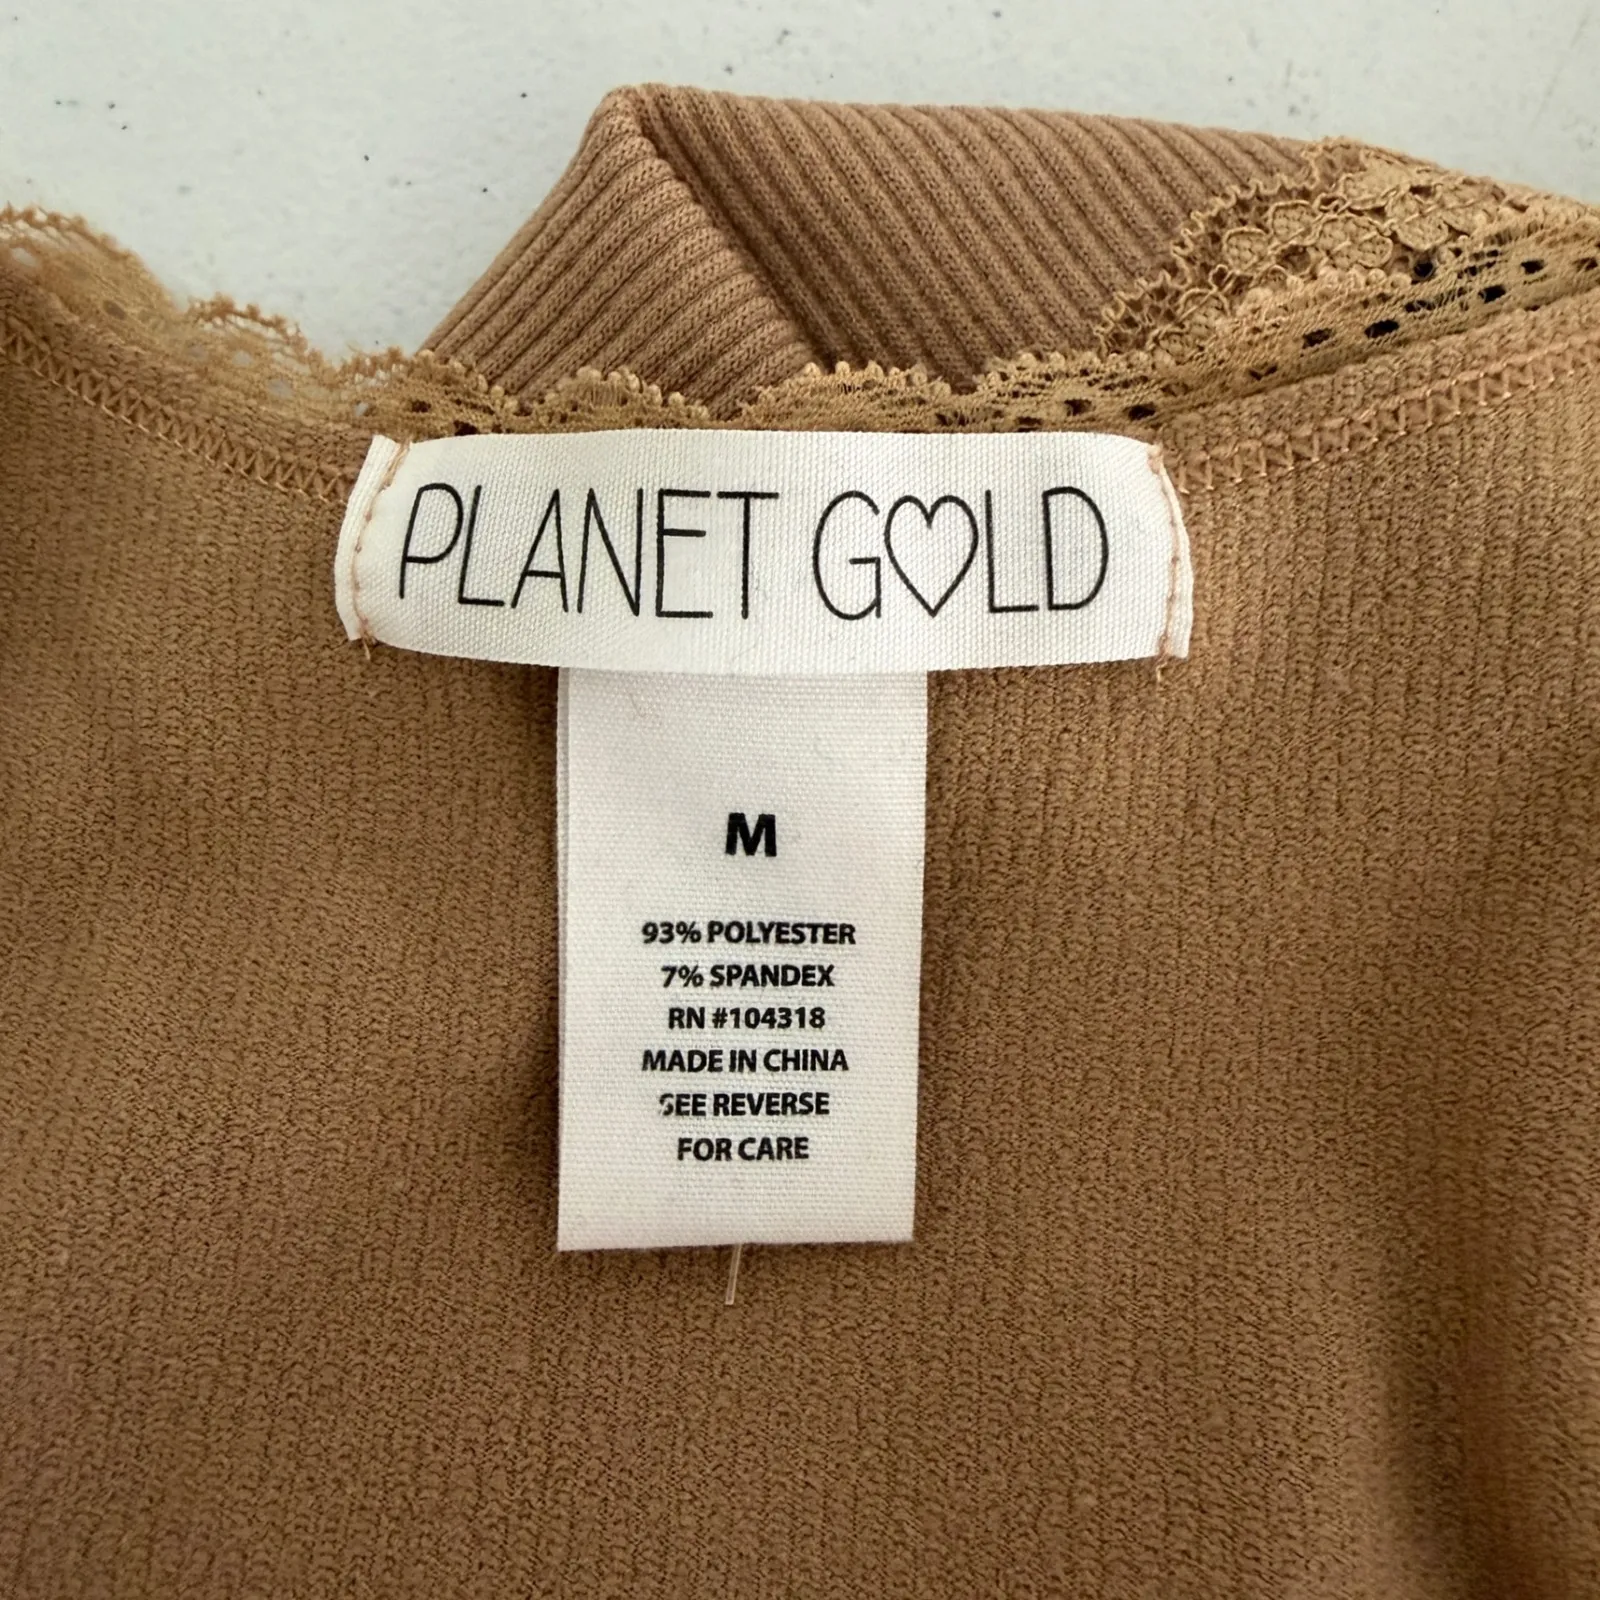 PLANET G♡LD
M
93% POLYESTER
7% SPANDEX
RN #104318
MADE IN CHINA
SEE REVERSE
FOR CARE